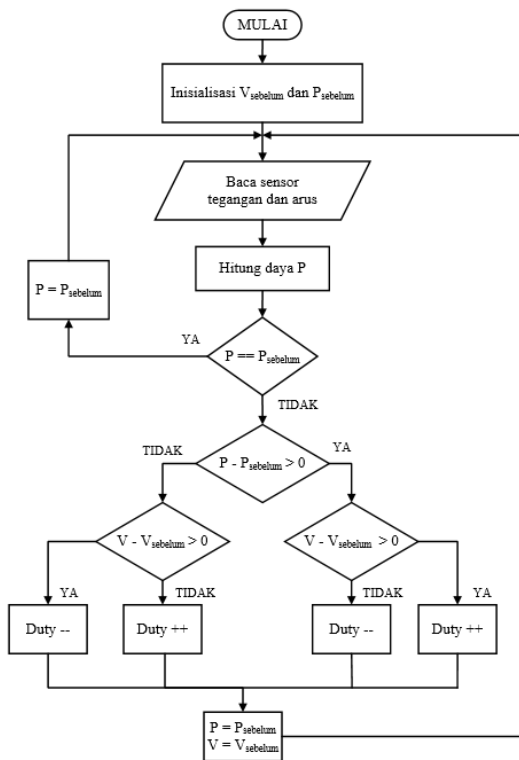 MULAI
Inisialisasi Vsebelum dan Psebelum
Baca sensor
tegangan dan arus
Hitung daya P
P = Psebelum
YA
P == Psebelum
TIDAK
TIDAK
P - Psebelum > 0
YA
V - Vsebelum > 0
V - Vsebelum > 0
YA
TIDAK
TIDAK
YA
Duty --
Duty ++
Duty --
Duty ++
P = Psebelum
V = Vsebelum